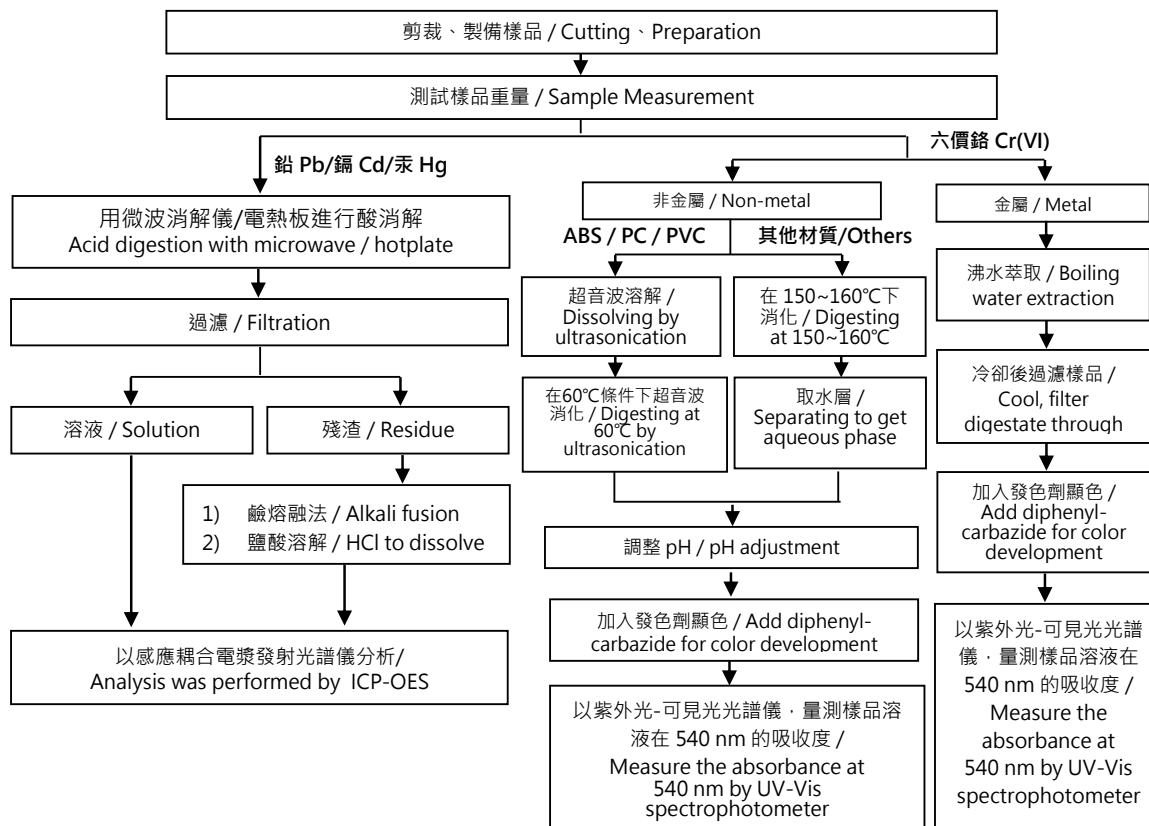 剪裁、製備樣品 / Cutting、Preparation
測試樣品重量 / Sample Measurement
鉛 Pb/鎘 Cd/汞 Hg
六價鉻 Cr(VI)
用微波消解儀/電熱板進行酸消解
Acid digestion with microwave / hotplate
過濾 / Filtration
溶液 / Solution
殘渣 / Residue
1) 鹼熔融法 / Alkali fusion
2) 鹽酸溶解 / HCl to dissolve
以感應耦合電漿發射光譜儀分析/
Analysis was performed by ICP-OES
非金屬 / Non-metal
ABS / PC / PVC
其他材質/Others
超音波溶解 /
Dissolving by
ultrasonication
在60℃條件下超音波
消化 / Digesting at
60℃ by
ultrasonication
在 150~160℃下
消化 / Digesting
at 150~160℃
取水層 /
Separating to get
aqueous phase
調整 pH / pH adjustment
加入發色劑顯色 / Add diphenyl-
carbazide for color development
以紫外光-可見光光譜儀，量測樣品溶
液在 540 nm 的吸收度 /
Measure the absorbance at
540 nm by UV-Vis
spectrophotometer
金屬 / Metal
沸水萃取 / Boiling
water extraction
冷卻後過濾樣品 /
Cool, filter
digestate through
加入發色劑顯色 /
Add diphenyl-
carbazide for color
development
以紫外光-可見光光譜
儀，量測樣品溶液在
540 nm 的吸收度 /
Measure the
absorbance at
540 nm by UV-Vis
spectrophotometer